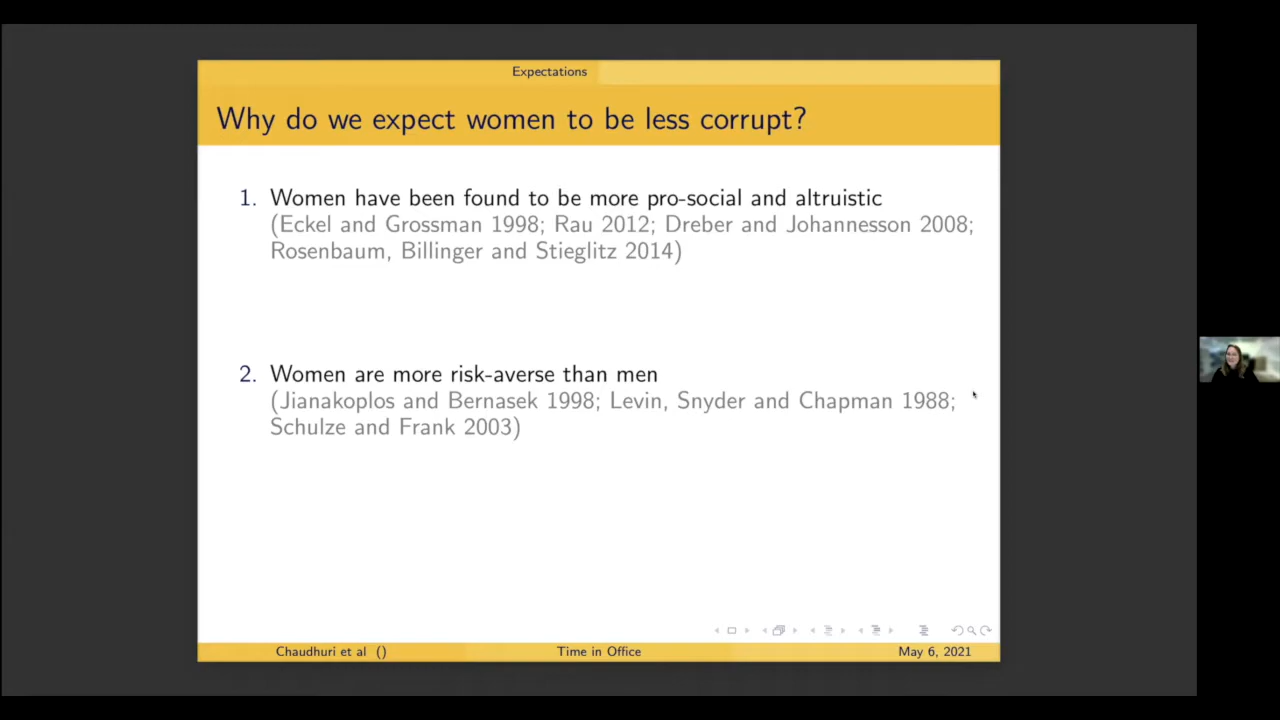 Expectations
Why do we expect women to be less corrupt?
1. Women have been found to be more pro-social and altruistic
(Eckel and Grossman 1998; Rau 2012; Dreber and Johannesson 2008;
Rosenbaum, Billinger and Stieglitz 2014)
2. Women are more risk-averse than men
(Jianakoplos and Bernasek 1998; Levin, Snyder and Chapman 1988;
Schulze and Frank 2003)
Chaudhuri et al () Time in Office May 6, 2021